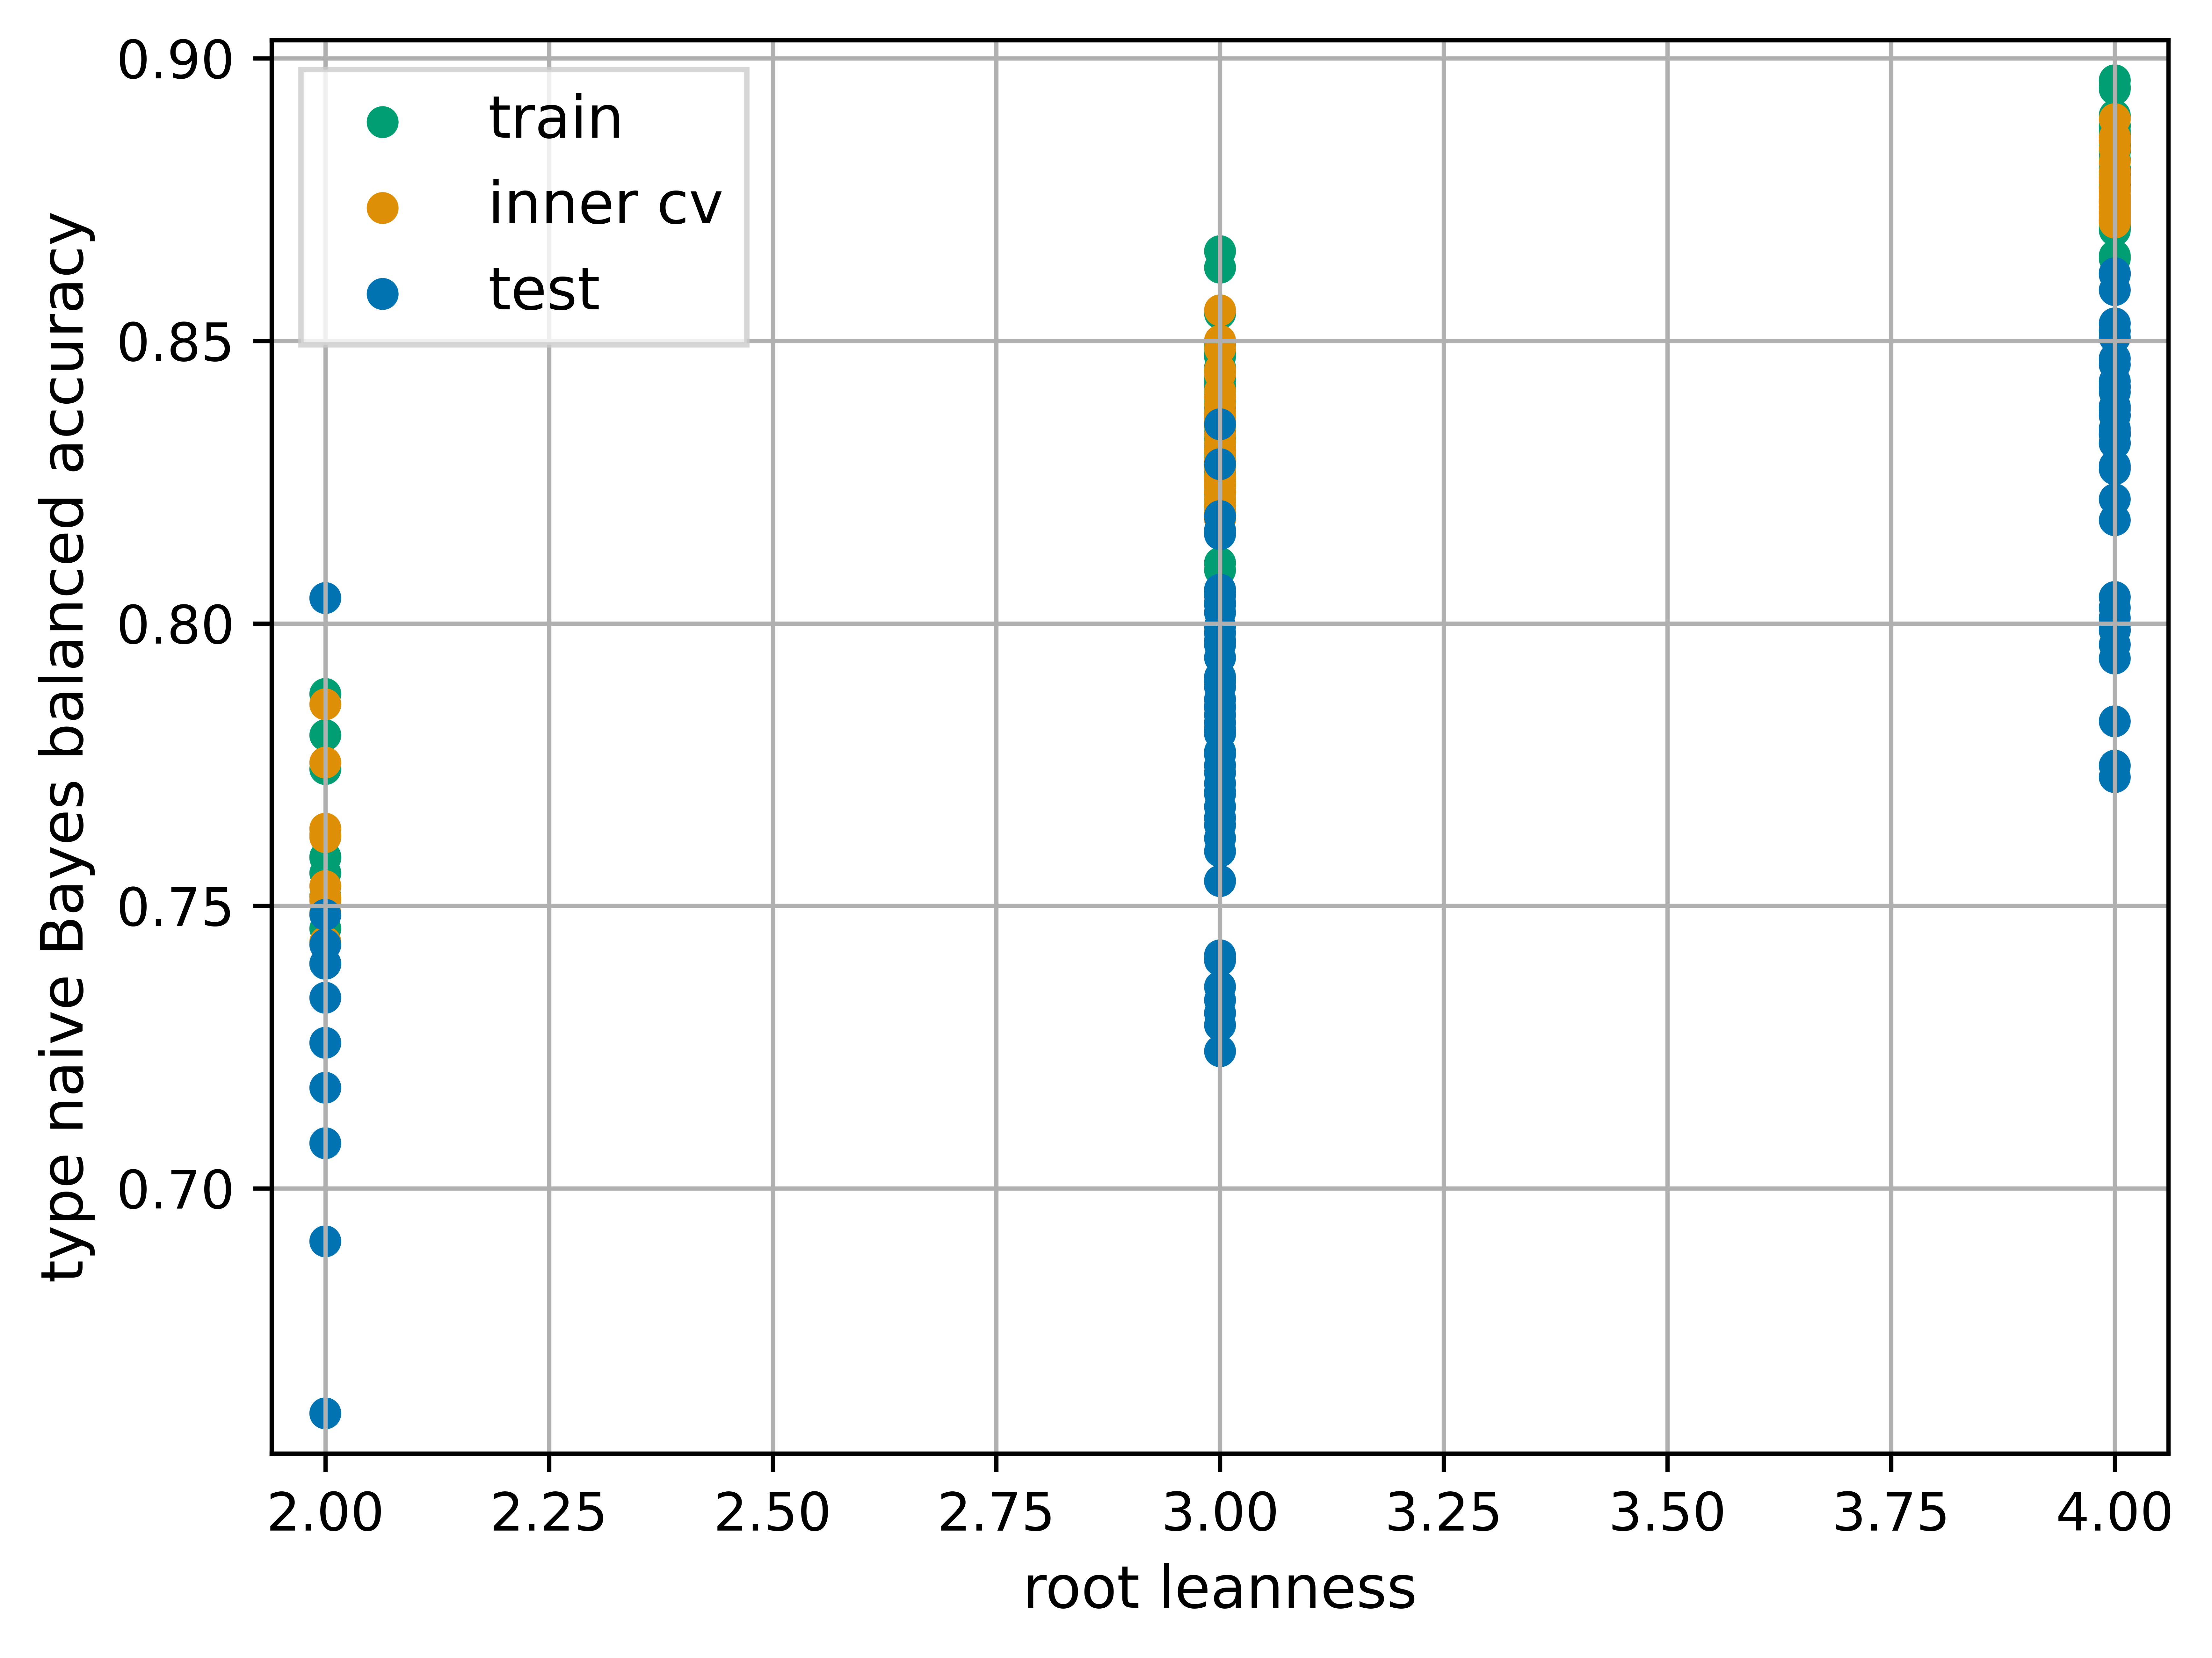 0.90
0.85
0.80
0.75
0.70
type naive Bayes balanced accuracy
train
inner cv
test
2.00 2.25 2.50 2.75 3.00 3.25 3.50 3.75 4.00
root leanness